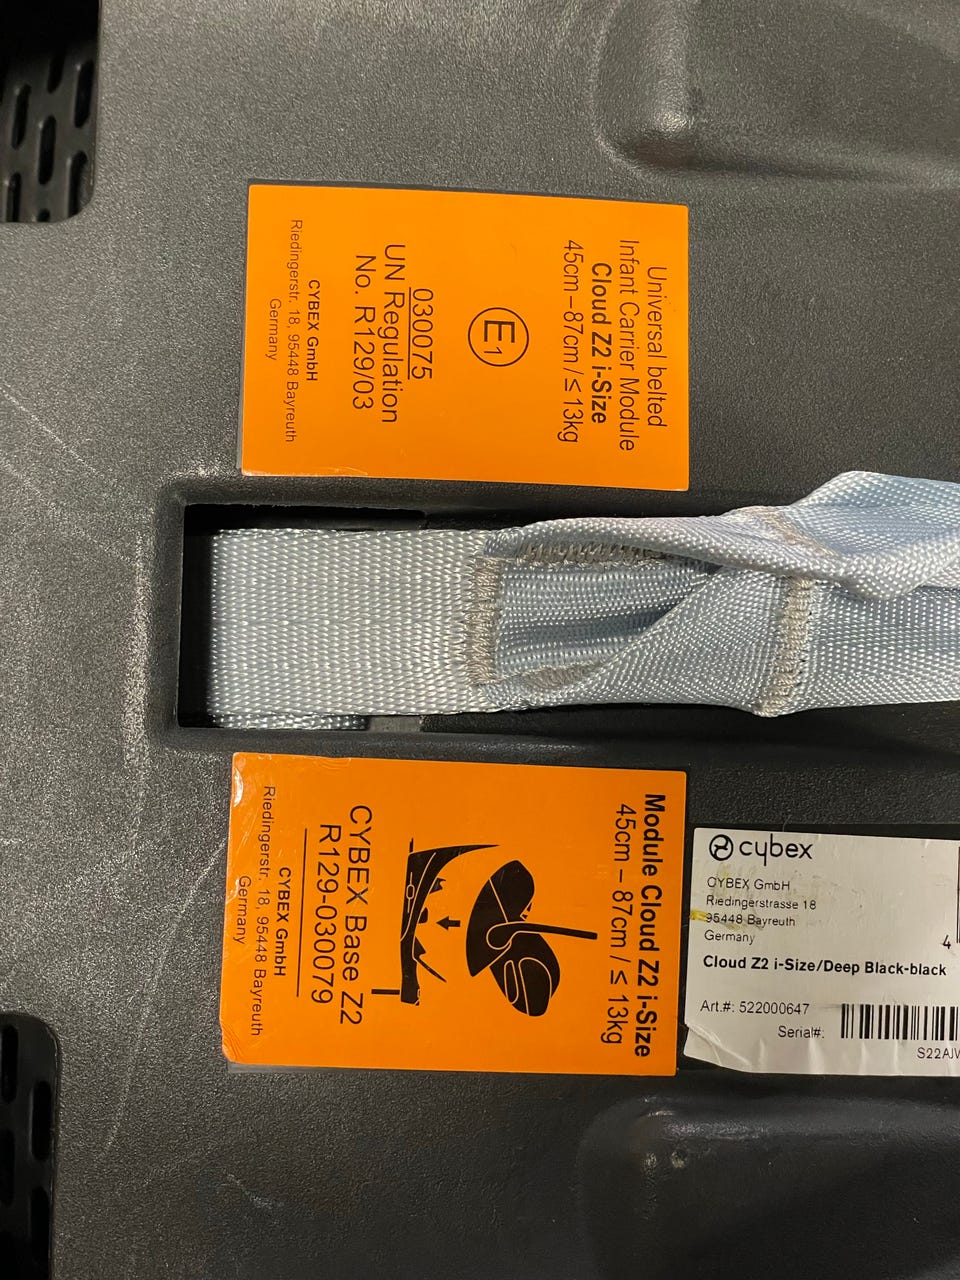 Universal belted
Infant Carrier Module
Cloud Z2 i-Size
45cm – 87cm / ≤ 13kg
E1
030075
UN Regulation
No. R129/03
CYBEX GmbH
Riedingerstr. 18, 95448 Bayreuth
Germany
Module Cloud Z2 i-Size
45cm – 87cm / ≤ 13kg
CYBEX Base Z2
R129-030079
CYBEX GmbH
Riedingerstr. 18, 95448 Bayreuth
Germany
cybex
CYBEX GmbH
Riedingerstrasse 18
95448 Bayreuth
Germany
4
Cloud Z2 i-Size/Deep Black-black
Art.#: 522000647
Serial#: